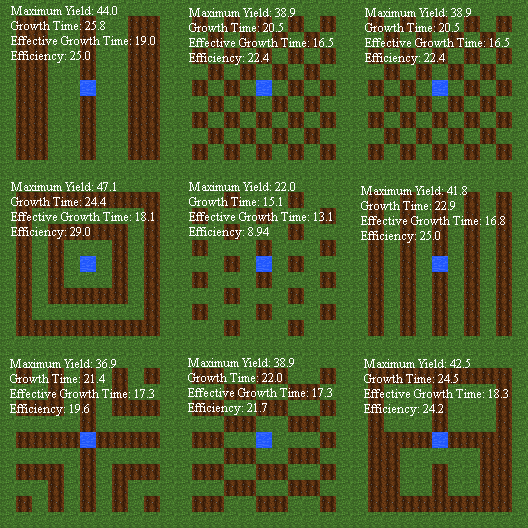 Maximum Yield: 44.0
Growth Time: 25.8
Effective Growth Time: 19.0
Efficiency: 25.0
Maximum Yield: 38.9
Growth Time: 20.5
Effective Growth Time: 16.5
Efficiency: 22.4
Maximum Yield: 38.9
Growth Time: 20.5
Effective Growth Time: 16.5
Efficiency: 22.4
Maximum Yield: 47.1
Growth Time: 24.4
Effective Growth Time: 18.1
Efficiency: 29.0
Maximum Yield: 22.0
Growth Time: 15.1
Effective Growth Time: 13.1
Efficiency: 8.94
Maximum Yield: 41.8
Growth Time: 22.9
Effective Growth Time: 16.8
Efficiency: 25.0
Maximum Yield: 36.9
Growth Time: 21.4
Effective Growth Time: 17.3
Efficiency: 19.6
Maximum Yield: 38.9
Growth Time: 22.0
Effective Growth Time: 17.3
Efficiency: 21.7
Maximum Yield: 42.5
Growth Time: 24.5
Effective Growth Time: 18.3
Efficiency: 24.2